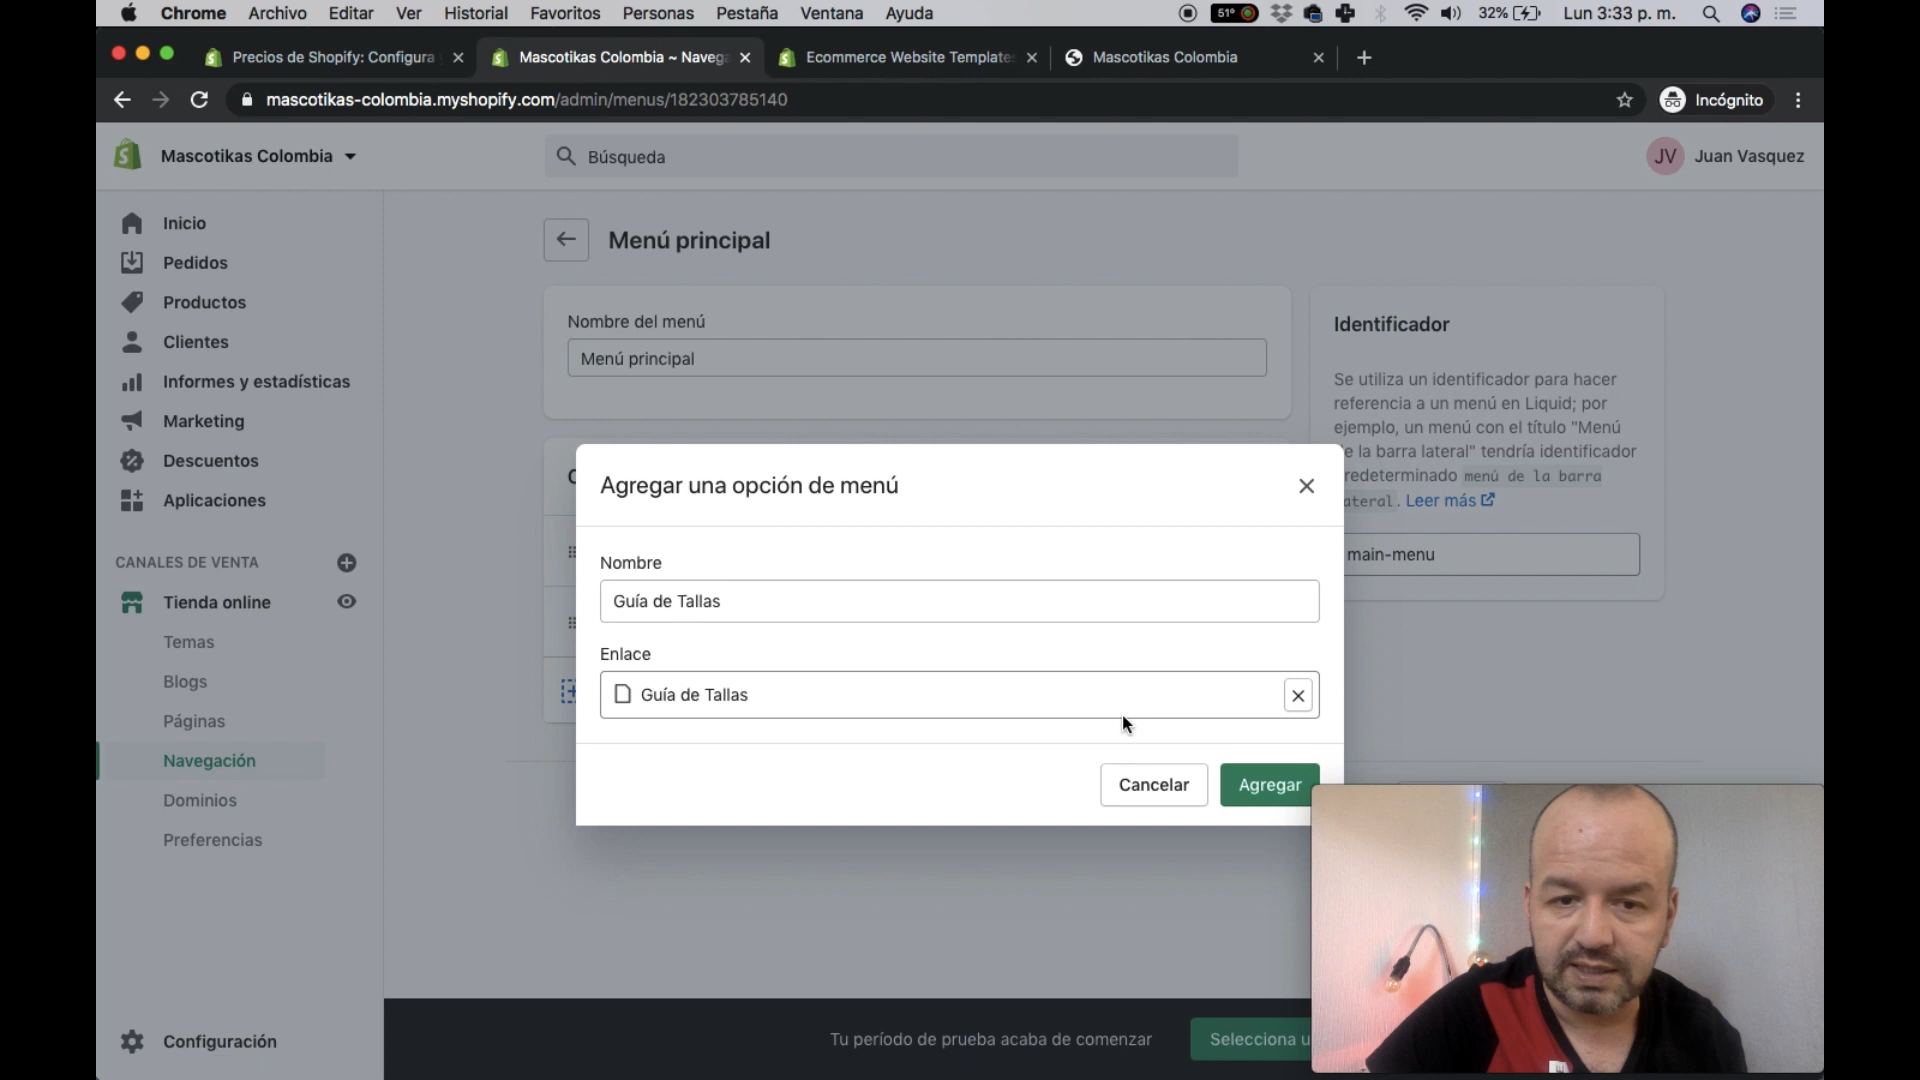 Chrome Archivo Editar Ver Historial Favoritos Personas Pestaña Ventana Ayuda 51° 32% Lun 3:33 p. m.
Precios de Shopify: Configura Mascotikas Colombia ~ Naveg Ecommerce Website Templates Mascotikas Colombia
mascotikas-colombia.myshopify.com/admin/menus/182303785140 Incógnito
Mascotikas Colombia Búsqueda JV Juan Vasquez
Inicio
Pedidos
Productos
Clientes
Informes y estadísticas
Marketing
Descuentos
Aplicaciones
CANALES DE VENTA
Tienda online
Temas
Blogs
Páginas
Navegación
Dominios
Preferencias
Configuración
Menú principal
Nombre del menú
Menú principal
Identificador
Se utiliza un identificador para hacer
referencia a un menú en Liquid; por
ejemplo, un menú con el título "Menú
e la barra lateral" tendría identificador
redeterminado menú de la barra
ateral. Leer más
main-menu
Agregar una opción de menú
Nombre
Guía de Tallas
Enlace
Guía de Tallas
Cancelar Agregar
Tu período de prueba acaba de comenzar Selecciona u